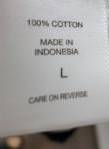 100% COTTON
MADE IN
INDONESIA
L
CARE ON REVERSE